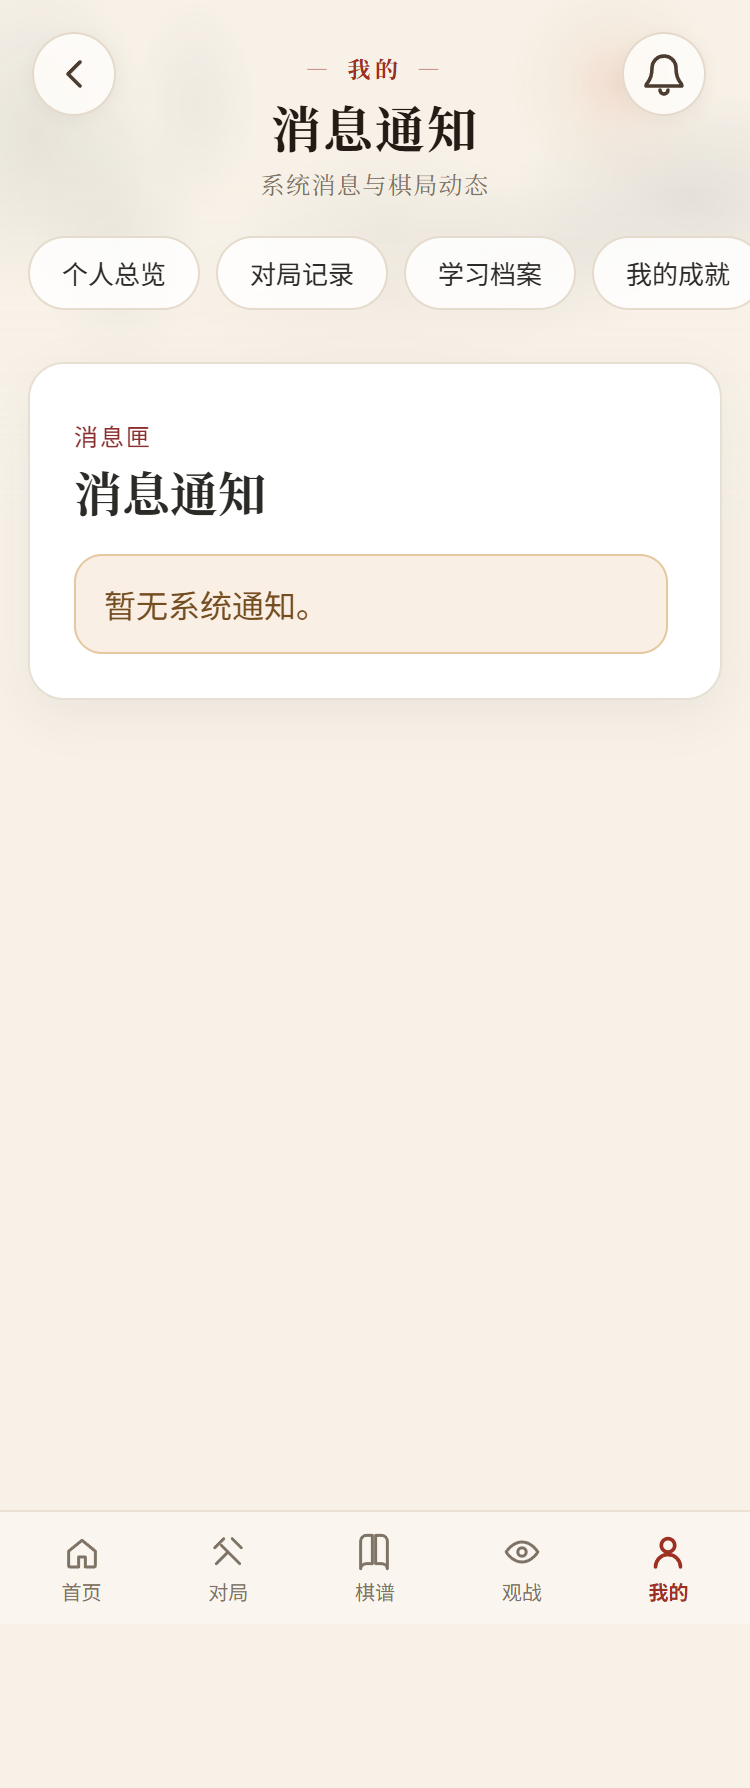 — 我的 —
消息通知
系统消息与棋局动态
个人总览 对局记录 学习档案 我的成就
消息匣
消息通知
暂无系统通知。
首页 对局 棋谱 观战 我的